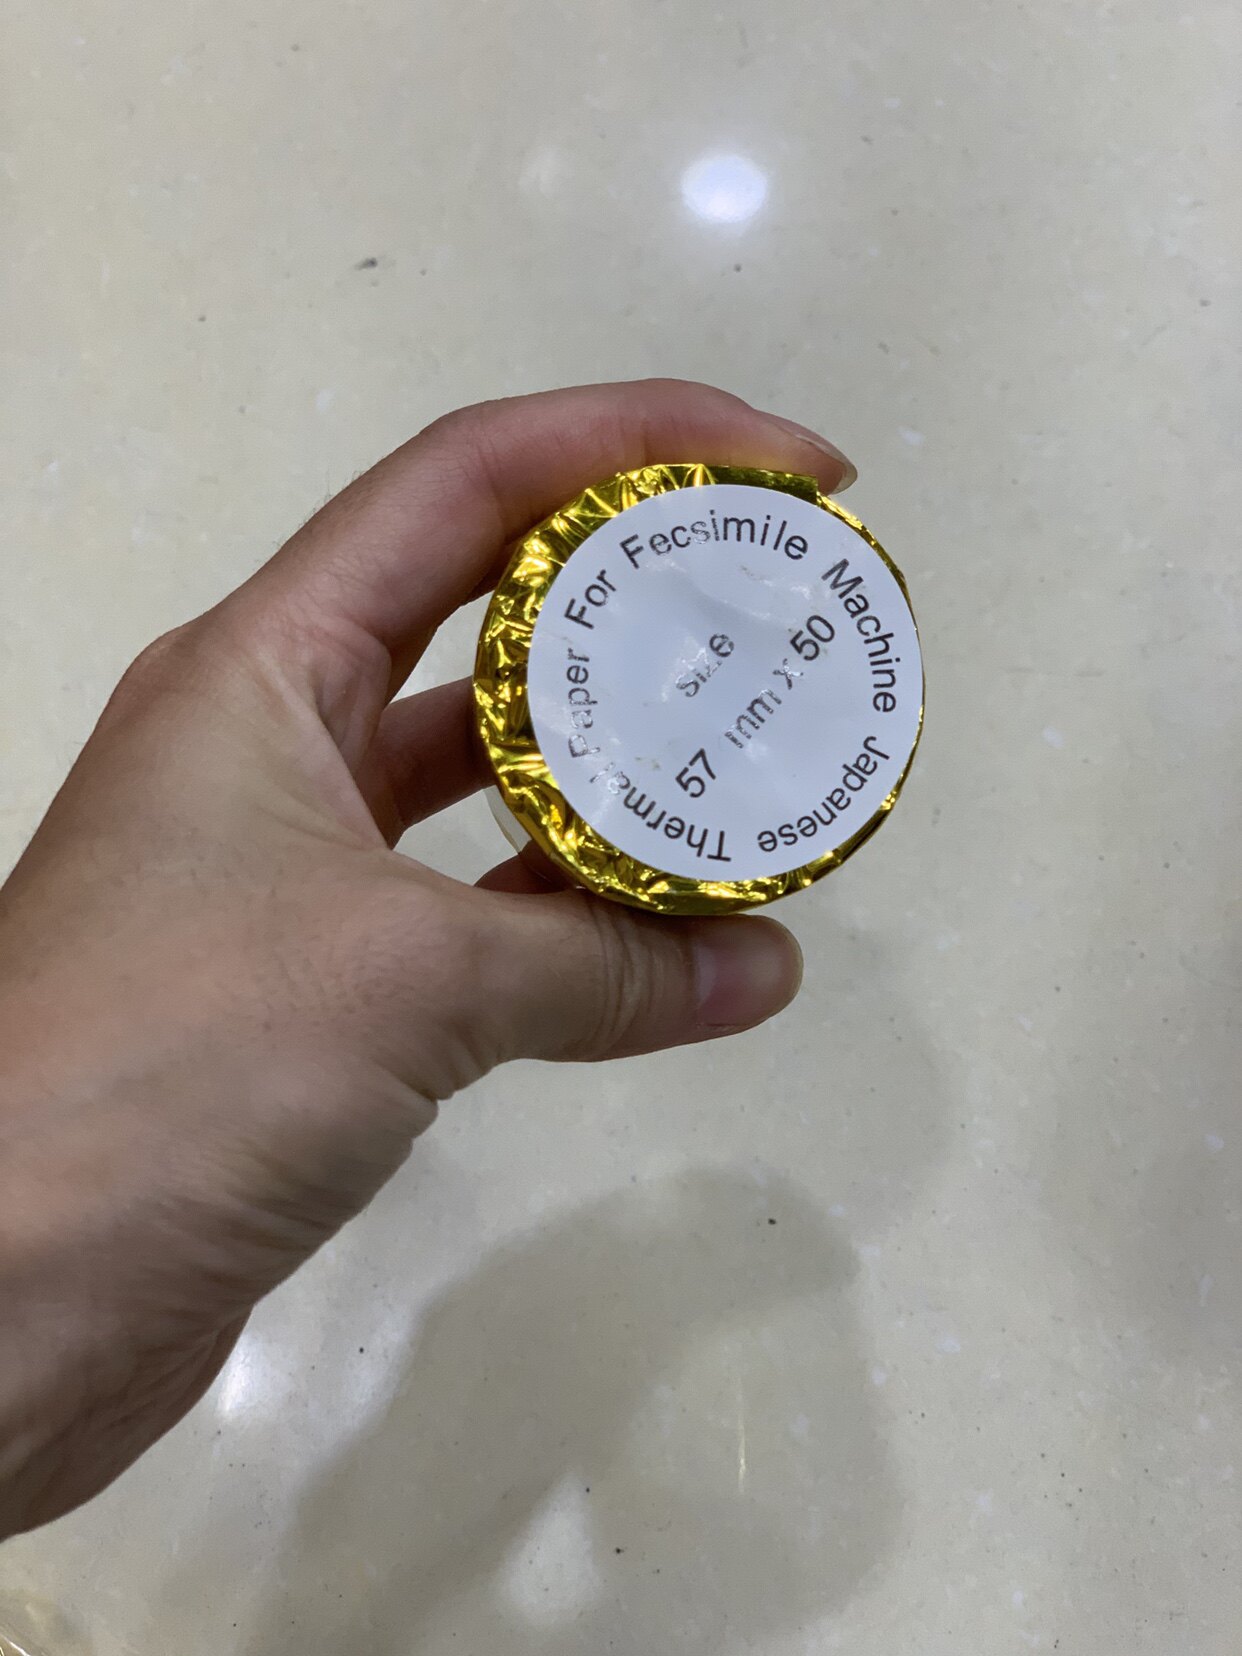 Japanese Thermal Paper For Fecsimile Machine
size
57 mm x 50